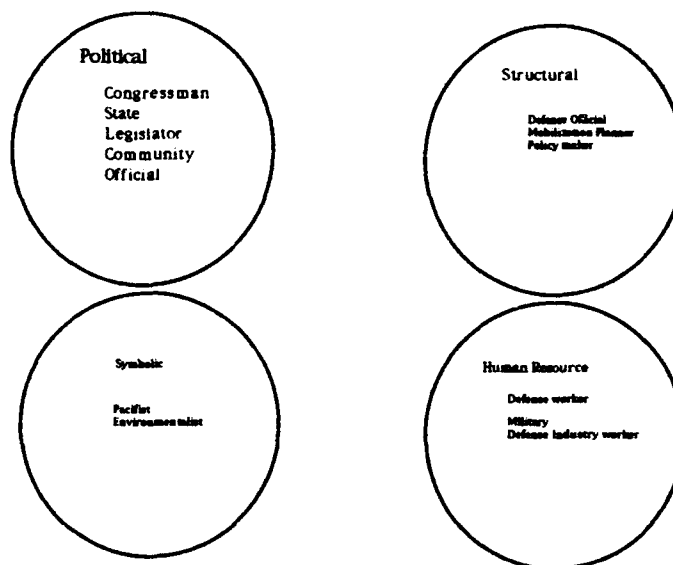 Political
Congressman
State
Legislator
Community
Official
Structural
Defense Official
Mobilization Planner
Policy maker
Symbolic
Pacifist
Environmentalist
Human Resource
Defense worker
Military
Defense Industry worker